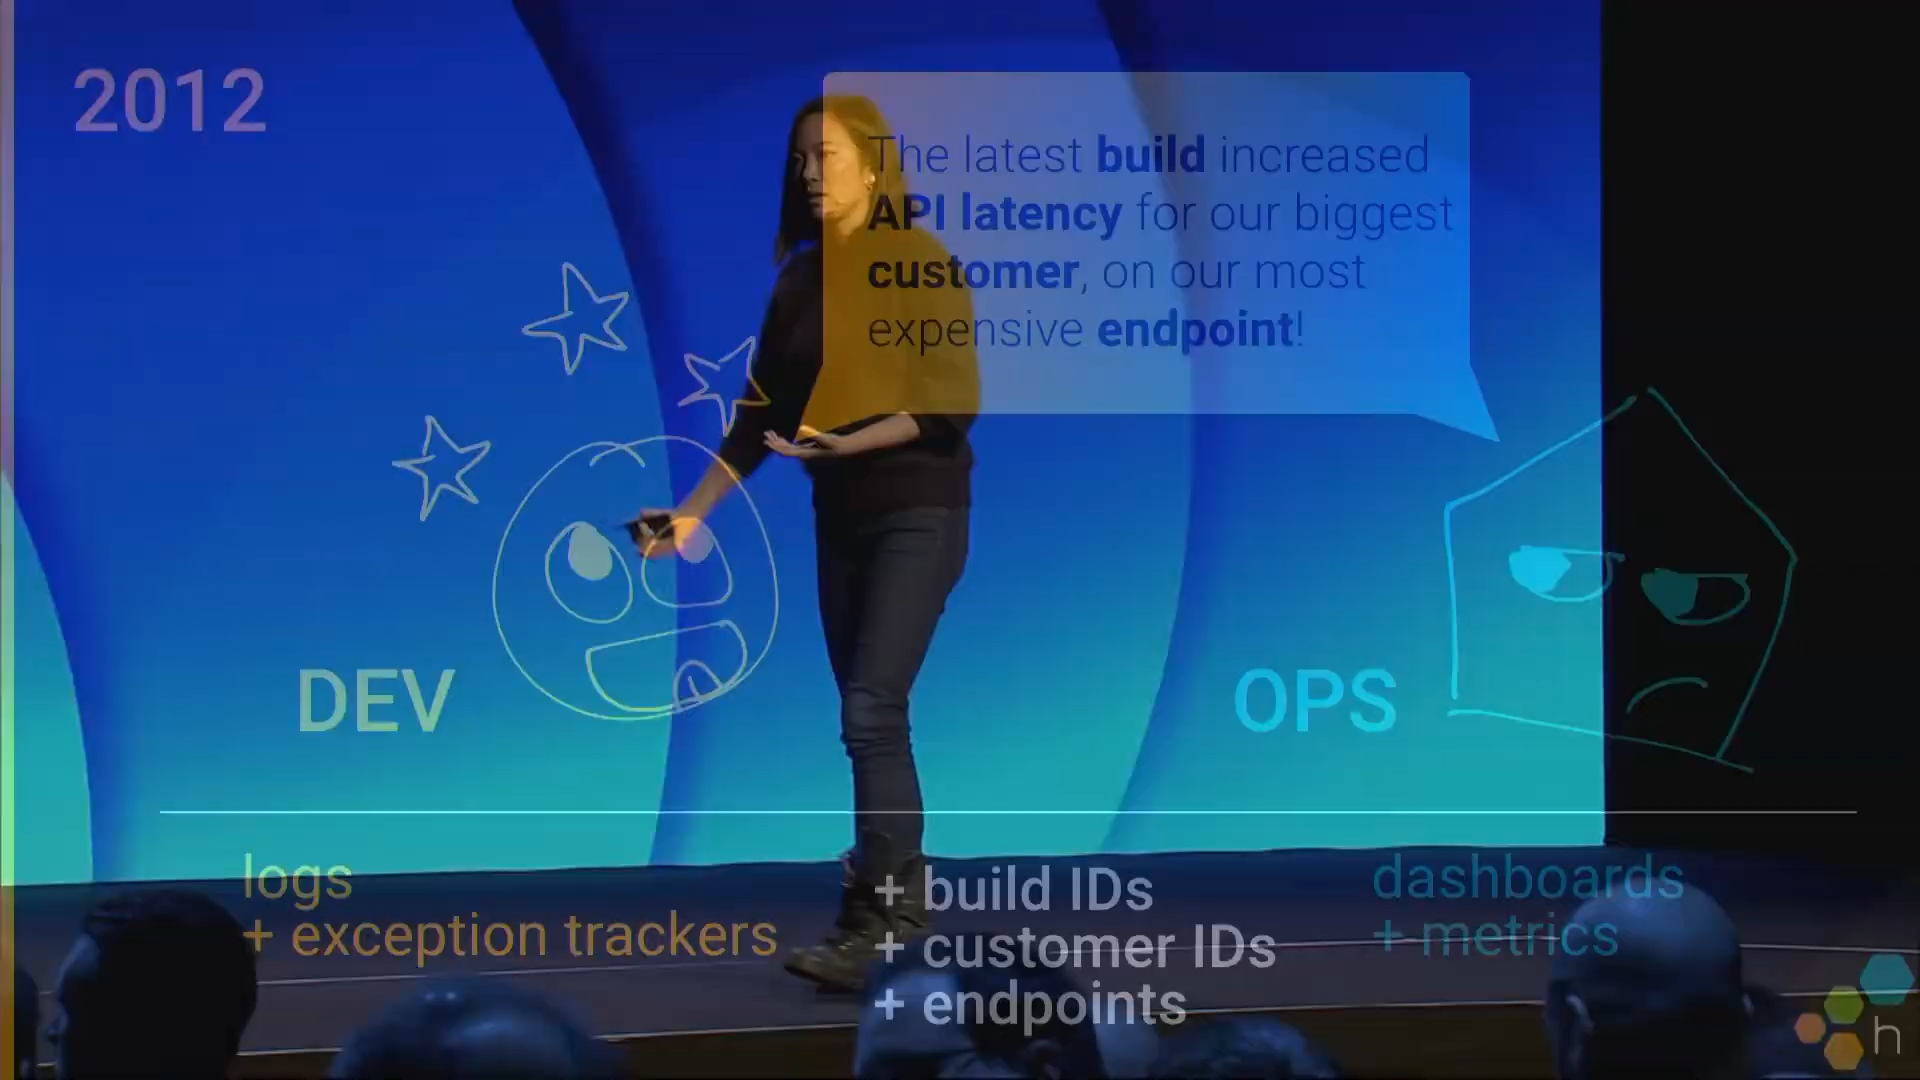 2012
The latest build increased
API latency for our biggest
customer, on our most
expensive endpoint!
DEV
OPS
logs
+ exception trackers
+ build IDs
+ customer IDs
+ endpoints
dashboards
+ metrics
h